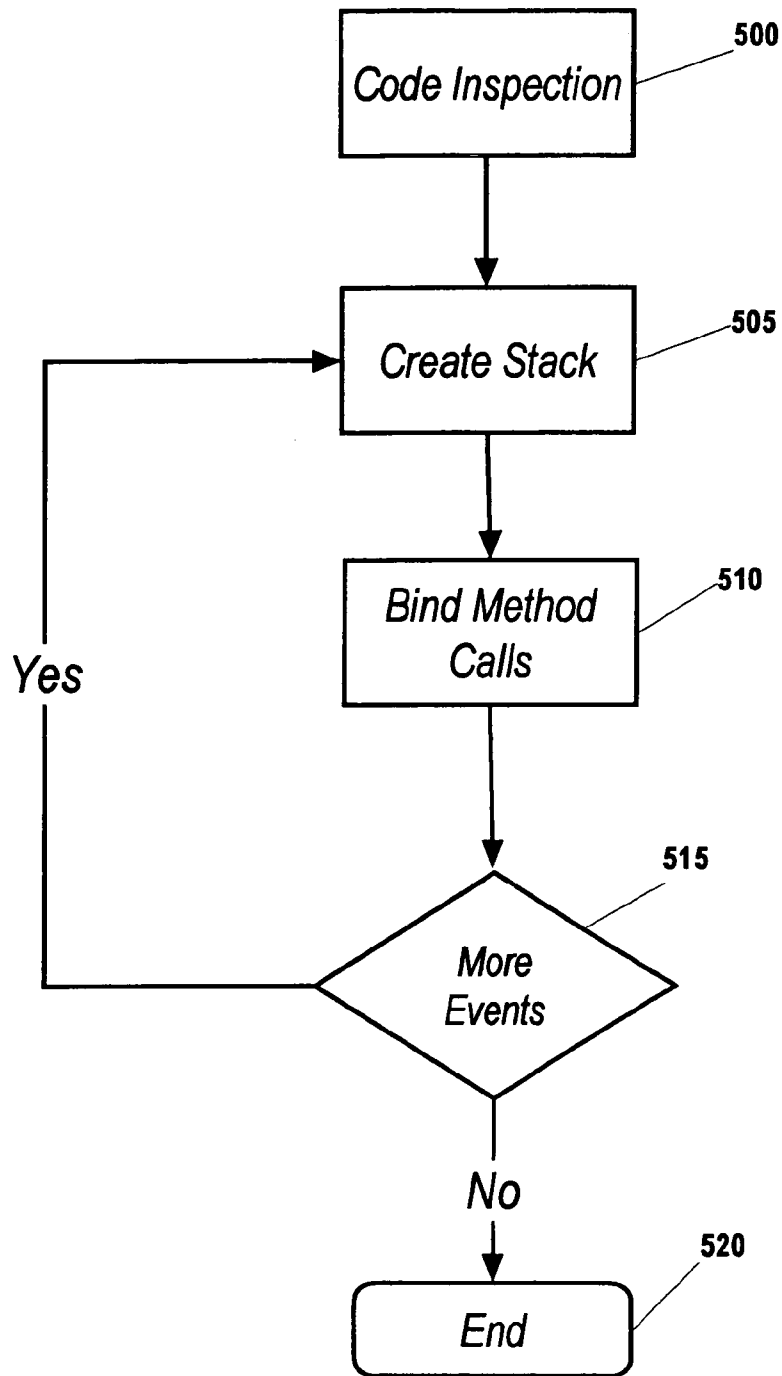 500
Code Inspection
505
Create Stack
510
Bind Method
Calls
Yes
515
More
Events
No
520
End